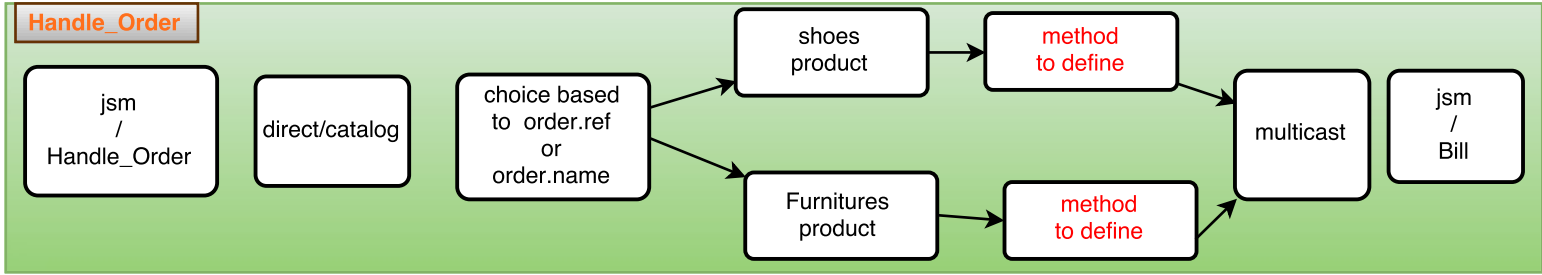 Handle_Order
jsm
/
Handle_Order
direct/catalog
choice based
to order.ref
or
order.name
shoes
product
method
to define
Furnitures
product
method
to define
multicast
jsm
/
Bill